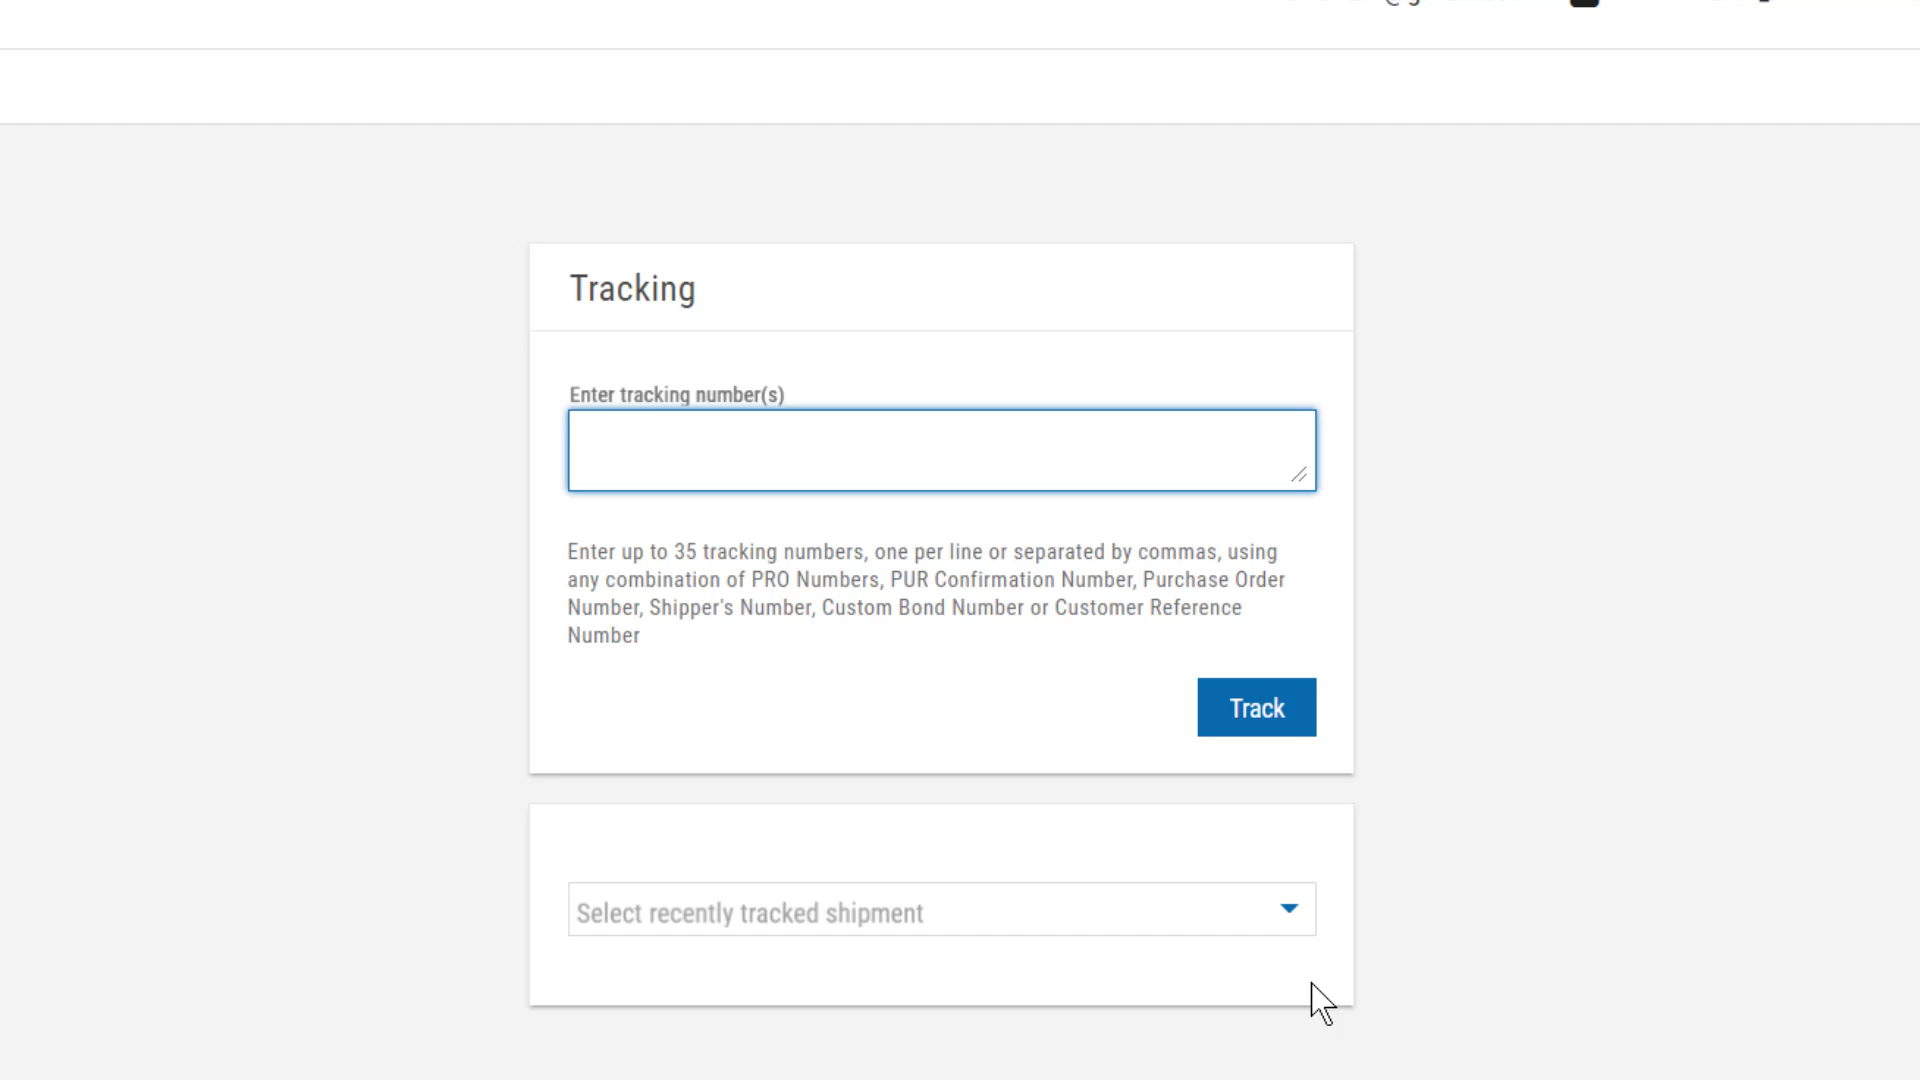 Tracking
Enter tracking number(s)
Enter up to 35 tracking numbers, one per line or separated by commas, using
any combination of PRO Numbers, PUR Confirmation Number, Purchase Order
Number, Shipper's Number, Custom Bond Number or Customer Reference
Number
Track
Select recently tracked shipment